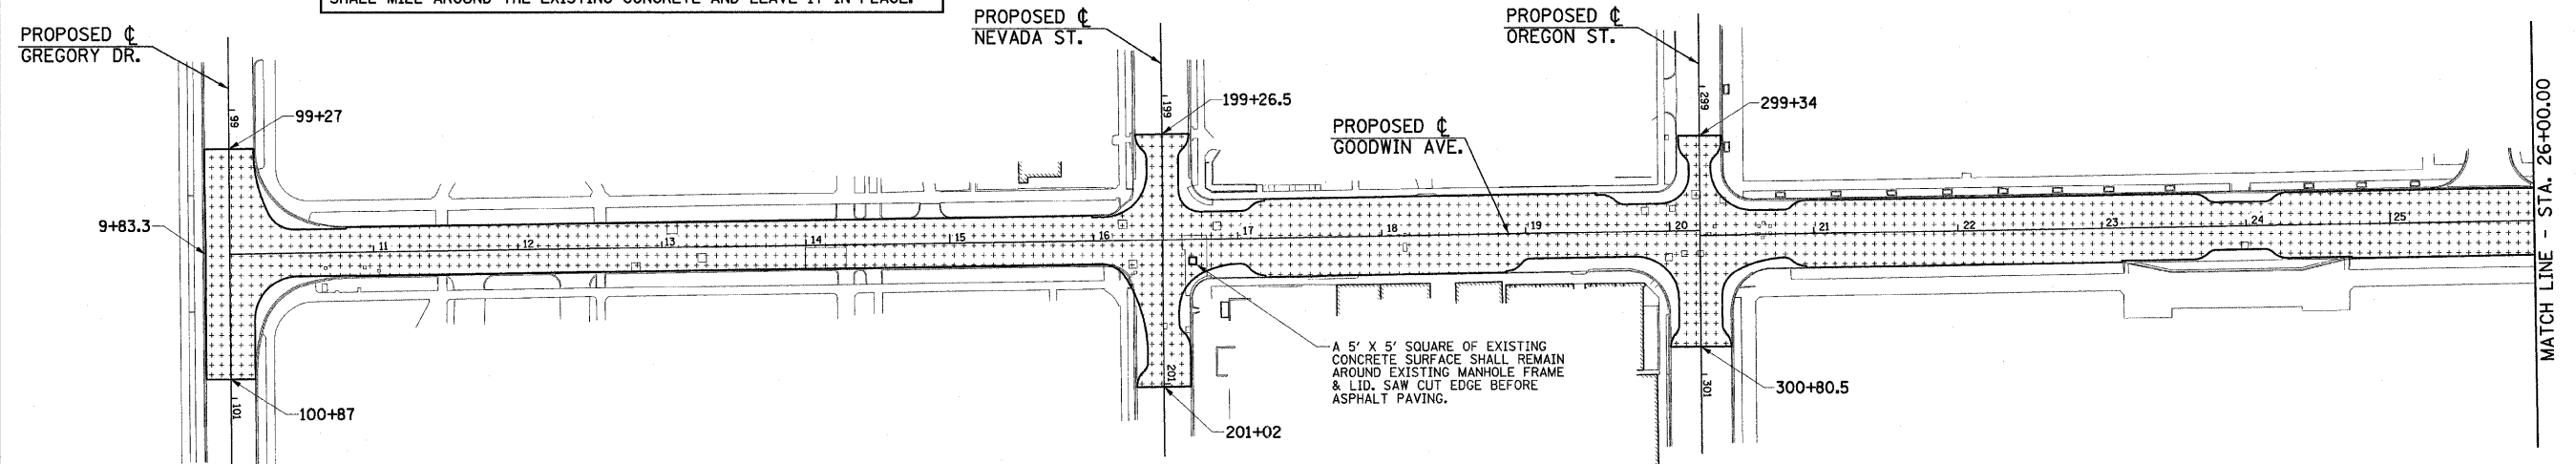 SHALL MILL AROUND THE EXISTING CONCRETE AND LEAVE IT IN PLACE.
PROPOSED ℄
GREGORY DR.
PROPOSED ℄
NEVADA ST.
PROPOSED ℄
OREGON ST.
99
99+27
199
199+26.5
299
299+34
PROPOSED ℄
GOODWIN AVE.
9+83.3
11
12
13
14
15
16
17
18
19
20
21
22
23
24
25
MATCH LINE - STA. 26+00.00
A 5' X 5' SQUARE OF EXISTING
CONCRETE SURFACE SHALL REMAIN
AROUND EXISTING MANHOLE FRAME
& LID. SAW CUT EDGE BEFORE
ASPHALT PAVING.
101
100+87
201
201+02
301
300+80.5